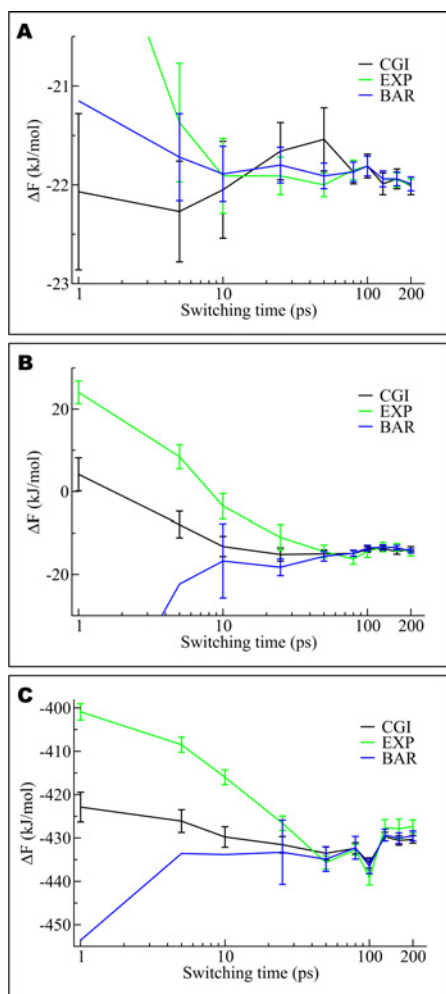 A
CGI
EXP
BAR
-21
-22
-23
ΔF (kJ/mol)
1
10
100
200
Switching time (ps)
B
CGI
EXP
BAR
20
0
-20
ΔF (kJ/mol)
1
10
100
200
Switching time (ps)
C
CGI
EXP
BAR
-400
-410
-420
-430
-440
-450
ΔF (kJ/mol)
1
10
100
200
Switching time (ps)